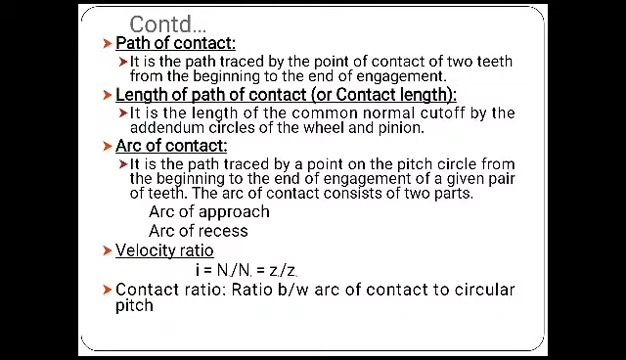 Contd...
Path of contact:
It is the path traced by the point of contact of two teeth
from the beginning to the end of engagement.
Length of path of contact (or Contact length):
It is the length of the common normal cutoff by the
addendum circles of the wheel and pinion.
Arc of contact:
It is the path traced by a point on the pitch circle from
the beginning to the end of engagement of a given pair
of teeth. The arc of contact consists of two parts.
Arc of approach
Arc of recess
Velocity ratio
i = N/N = z/z
Contact ratio: Ratio b/w arc of contact to circular
pitch